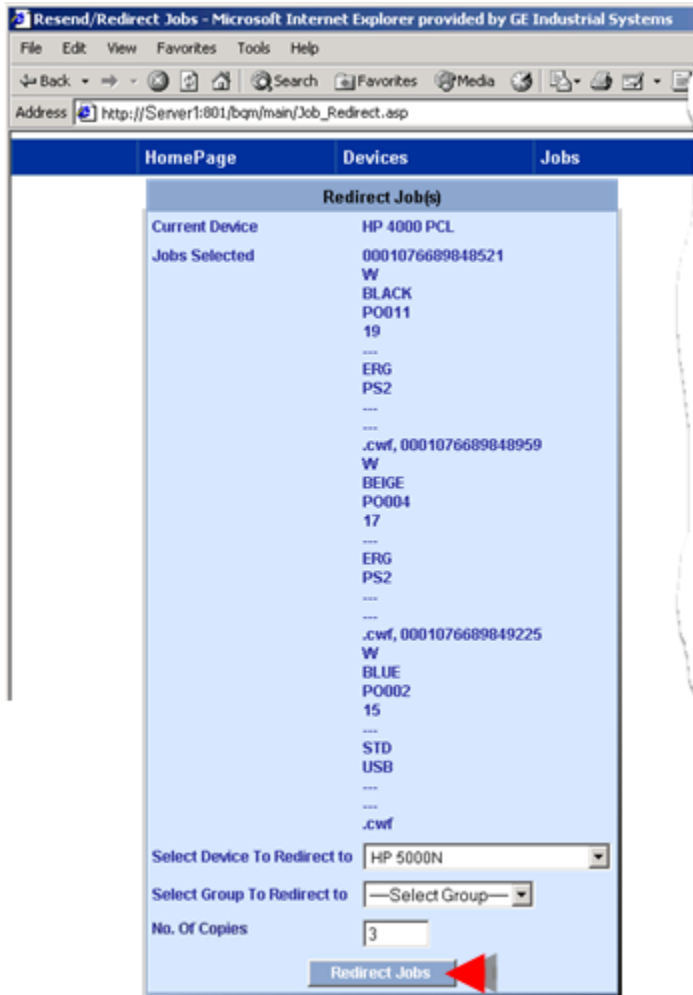 Resend/Redirect Jobs - Microsoft Internet Explorer provided by GE Industrial Systems
File Edit View Favorites Tools Help
Back Search Favorites Media
Address http://Server1:801/bqm/main/Job_Redirect.asp
HomePage Devices Jobs
Redirect Job(s)
Current Device HP 4000 PCL
Jobs Selected 0001076689848521
W
BLACK
PO011
19
---
ERG
PS2
---
---
.cwf, 0001076689848959
W
BEIGE
PO004
17
---
ERG
PS2
---
---
.cwf, 0001076689849225
W
BLUE
PO002
15
---
STD
USB
---
---
.cwf
Select Device To Redirect to HP 5000N
Select Group To Redirect to —Select Group—
No. Of Copies 3
Redirect Jobs